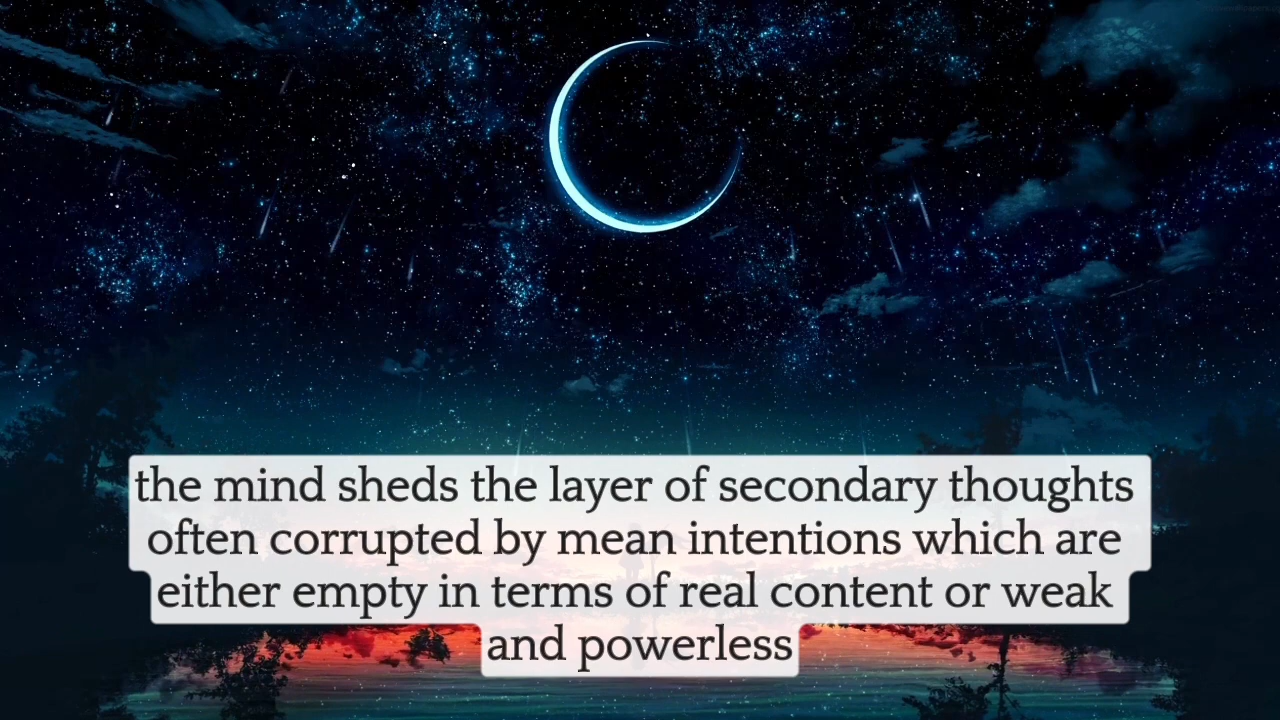 the mind sheds the layer of secondary thoughts
often corrupted by mean intentions which are
either empty in terms of real content or weak
and powerless